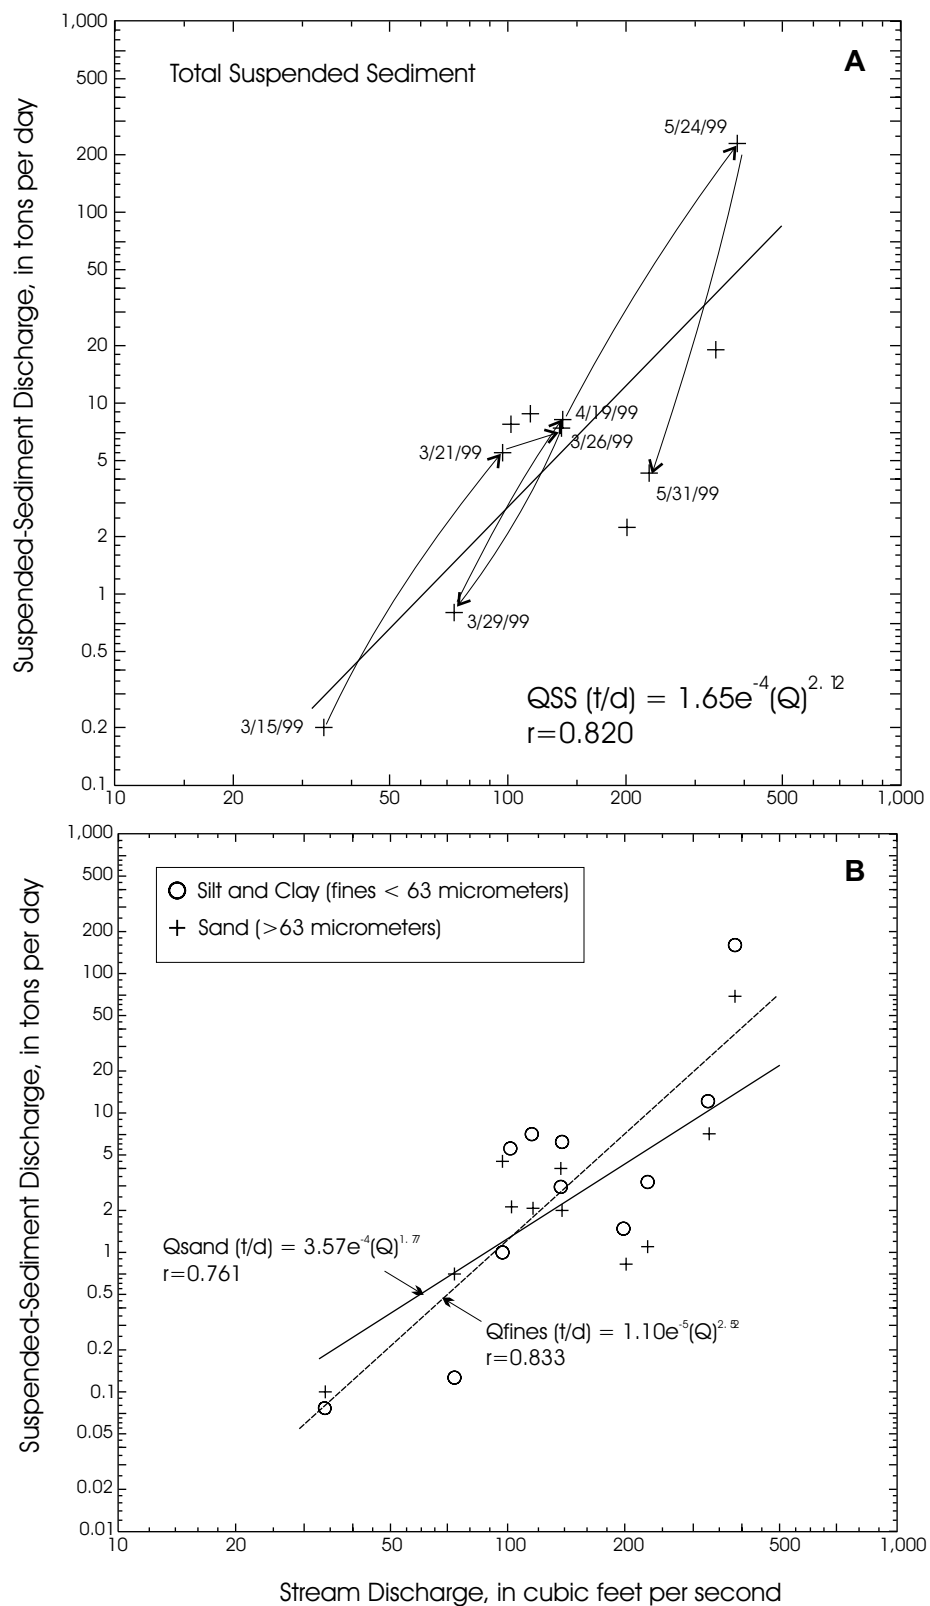 A
Total Suspended Sediment
Suspended-Sediment Discharge, in tons per day
1,000
500
200
100
50
20
10
5
2
1
0.5
0.2
0.1
5/24/99
4/19/99
3/26/99
3/21/99
5/31/99
3/29/99
3/15/99
QSS (t/d) = 1.65e-4(Q)2.12
r=0.820
10 20 50 100 200 500 1,000
B
Silt and Clay (fines < 63 micrometers)
Sand (>63 micrometers)
Suspended-Sediment Discharge, in tons per day
1,000
500
200
100
50
20
10
5
2
1
0.5
0.2
0.1
0.05
0.02
0.01
Qsand (t/d) = 3.57e-4(Q)1.77
r=0.761
Qfines (t/d) = 1.10e-5(Q)2.52
r=0.833
10 20 50 100 200 500 1,000
Stream Discharge, in cubic feet per second